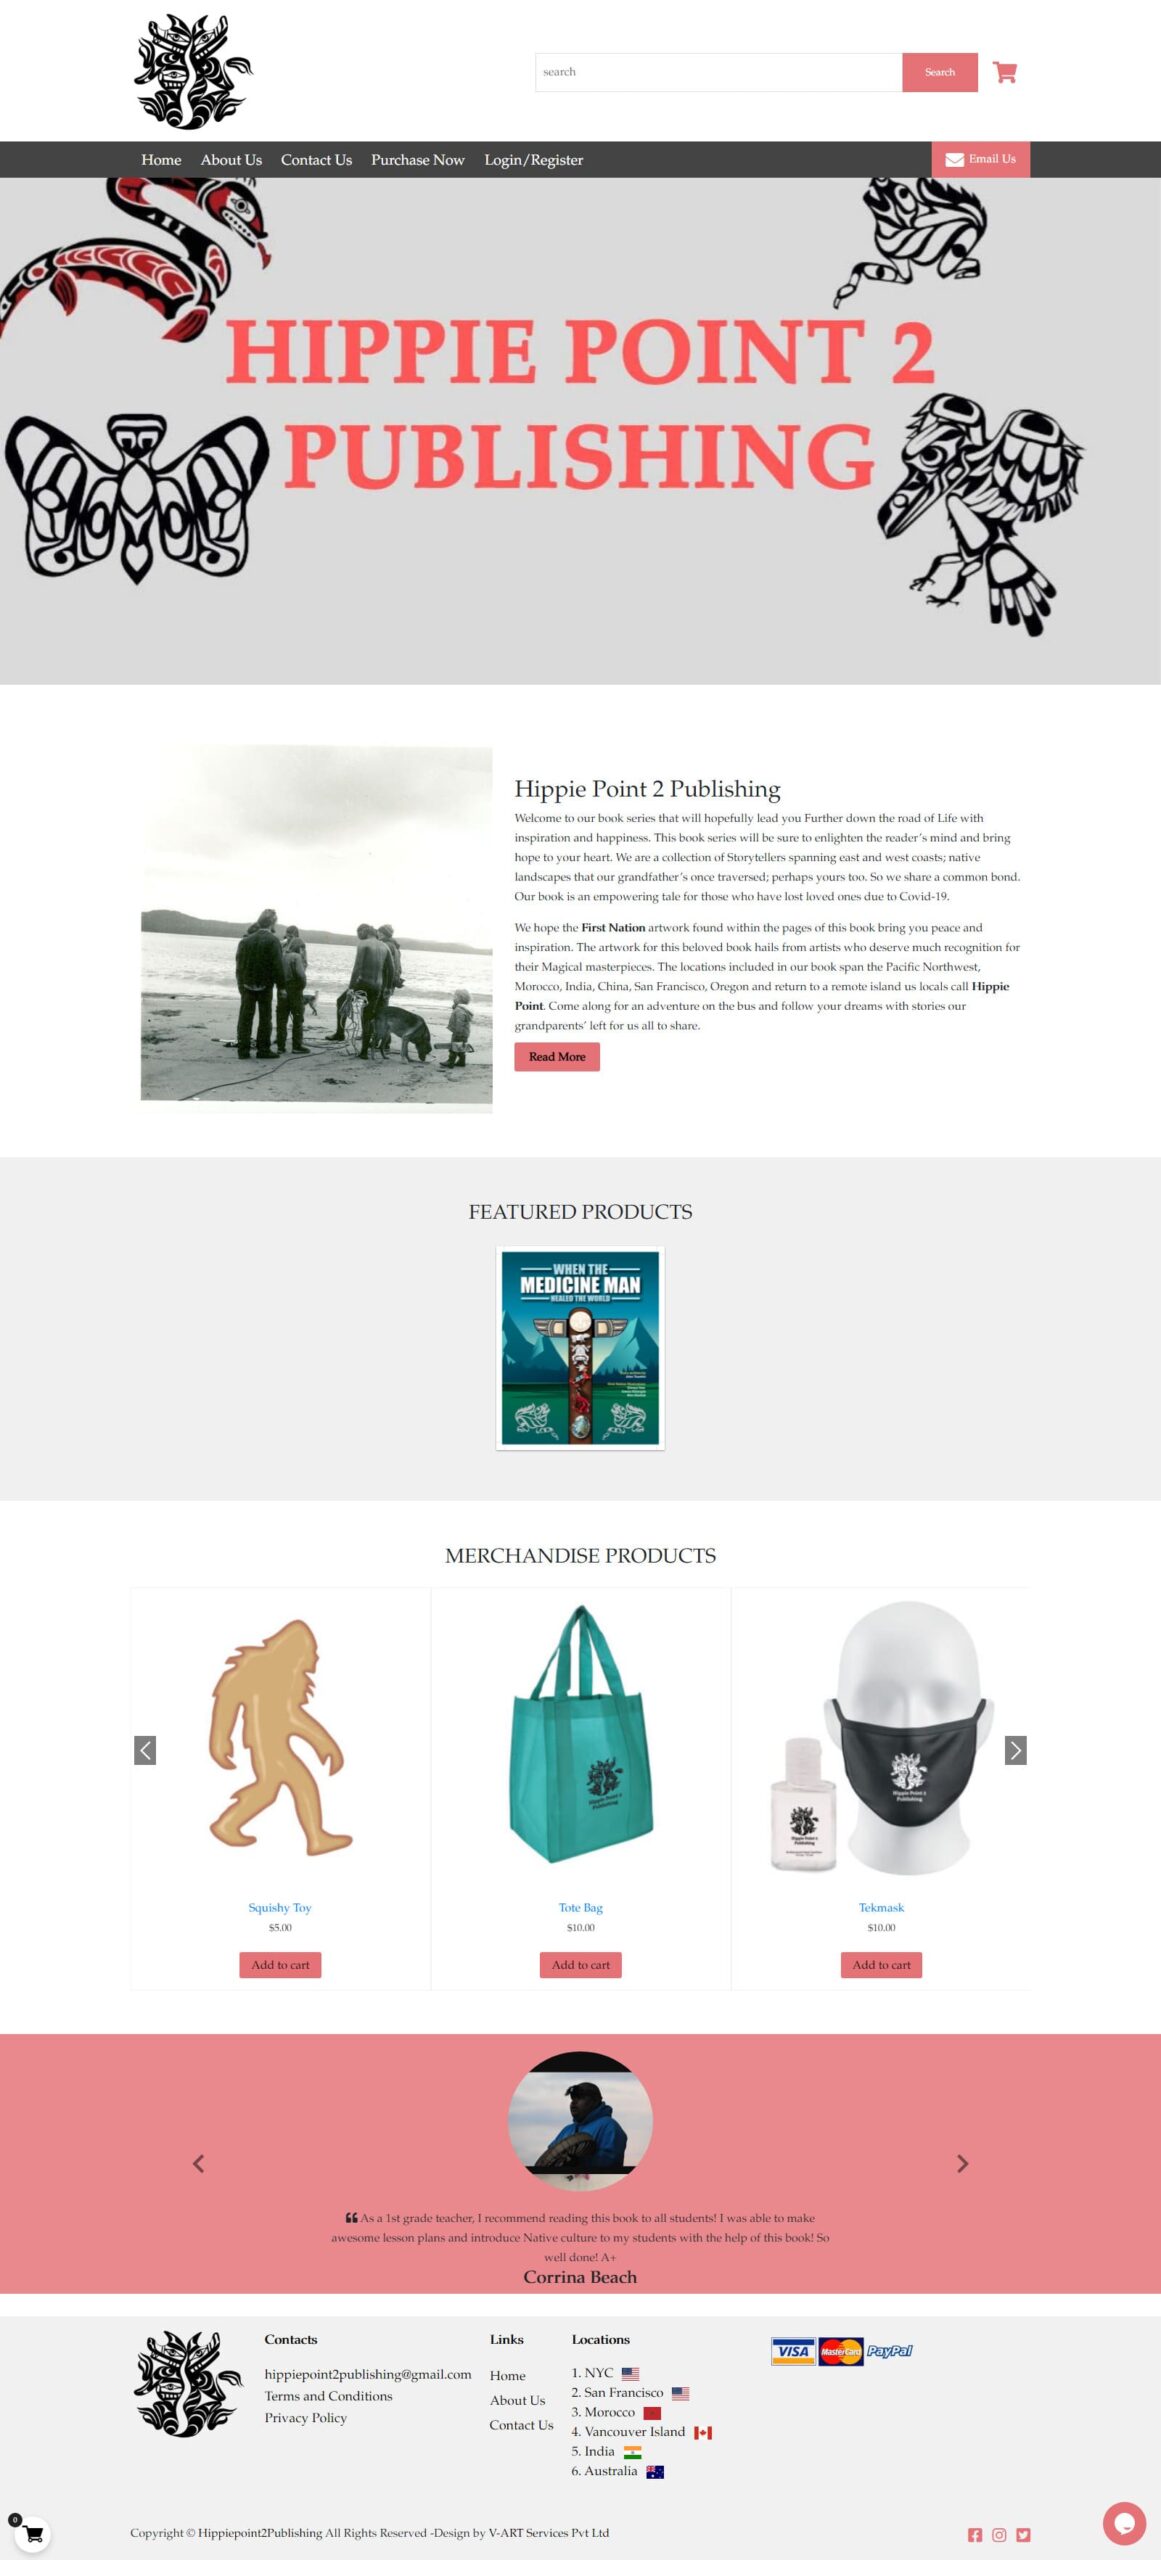 search
Search
Home
About Us
Contact Us
Purchase Now
Login/Register
Email Us
HIPPIE POINT 2
PUBLISHING
Hippie Point 2 Publishing
Welcome to our book series that will hopefully lead you Further down the road of Life with
inspiration and happiness. This book series will be sure to enlighten the reader's mind and bring
hope to your heart. We are a collection of Storytellers spanning east and west coasts; native
landscapes that our grandfather's once traversed; perhaps yours too. So we share a common bond.
Our book is an empowering tale for those who have lost loved ones due to Covid-19.
We hope the First Nation artwork found within the pages of this book bring you peace and
inspiration. The artwork for this beloved book hails from artists who deserve much recognition for
their Magical masterpieces. The locations included in our book span the Pacific Northwest,
Morocco, India, China, San Francisco, Oregon and return to a remote island us locals call Hippie
Point. Come along for an adventure on the bus and follow your dreams with stories our
grandparents' left for us all to share.
Read More
FEATURED PRODUCTS
WHEN THE
MEDICINE MAN
HEALED THE WORLD
MERCHANDISE PRODUCTS
Hippie Point 2
Publishing
Hippie Point 2
Publishing
Hippie Point 2
Publishing
Squishy Toy
$5.00
Add to cart
Tote Bag
$10.00
Add to cart
Tekmask
$10.00
Add to cart
As a 1st grade teacher, I recommend reading this book to all students! I was able to make
awesome lesson plans and introduce Native culture to my students with the help of this book! So
well done! A+
Corrina Beach
Contacts
hippiepoint2publishing@gmail.com
Terms and Conditions
Privacy Policy
Links
Home
About Us
Contact Us
Locations
1. NYC
2. San Francisco
3. Morocco
4. Vancouver Island
5. India
6. Australia
VISA
MasterCard
PayPal
0
Copyright © Hippiepoint2Publishing All Rights Reserved -Design by V-ART Services Pvt Ltd